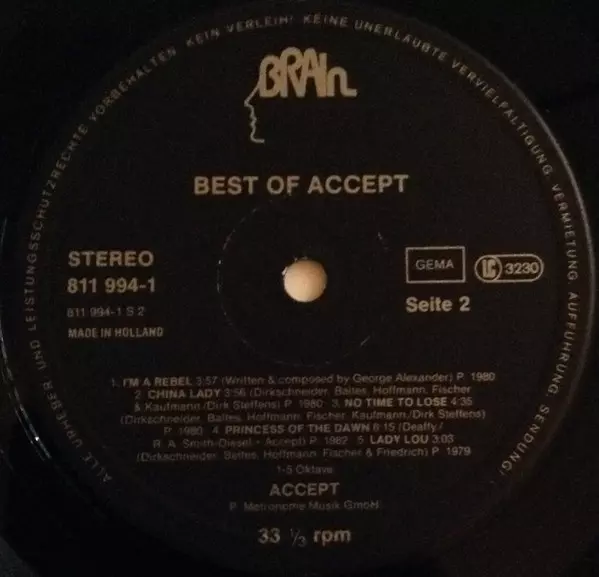 ALLE URHEBER UND LEISTUNGSSCHUTZRECHTE VORBEHALTEN KEIN VERLEIH! KEINE UNERLAUBTE VERVIELFÄLTIGUNG, VERMIETUNG, AUFFÜHRUNG, SENDUNG!
BRAIn
BEST OF ACCEPT
STEREO
811 994-1
811 994-1 S 2
MADE IN HOLLAND
GEMA
LC 3230
Seite 2
1. I'M A REBEL 3:57 (Written & composed by George Alexander) P. 1980
2. CHINA LADY 3:56 (Dirkschneider, Baltes, Hoffmann, Fischer
& Kaufmann/Dirk Steffens) P. 1980 · 3. NO TIME TO LOSE 4:35
(Dirkschneider, Baltes, Hoffmann, Fischer, Kaufmann/Dirk Steffens)
P. 1980 · 4. PRINCESS OF THE DAWN 6:15 (Deaffy/
R. A. Smith-Diesel · Accept) P. 1982 · 5. LADY LOU 3:03
(Dirkschneider, Baltes, Hoffmann, Fischer & Friedrich) P. 1979
1-5 Oktave
ACCEPT
P. Metronome Musik GmbH
33 1/3 rpm